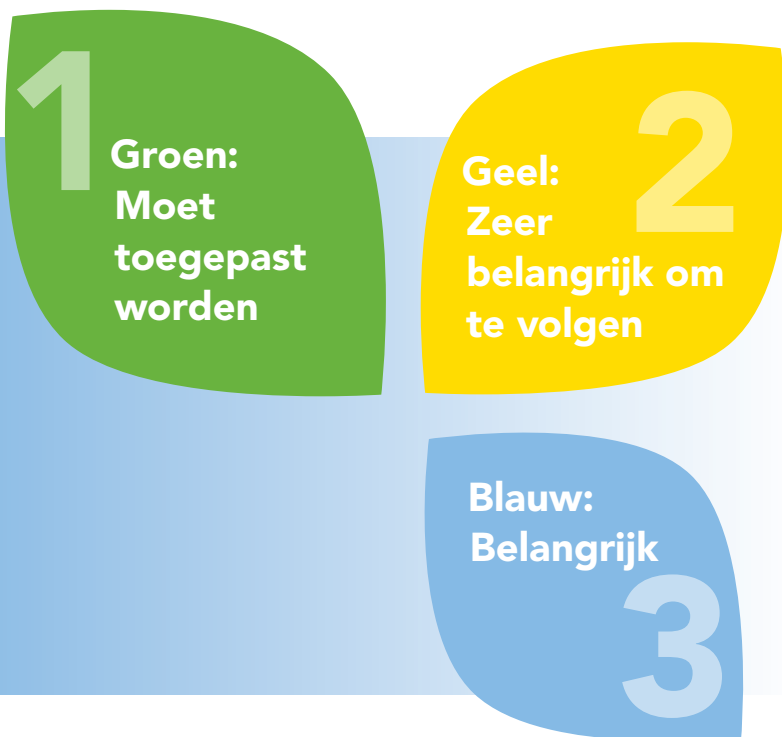 1
Groen:
Moet
toegepast
worden
2
Geel:
Zeer
belangrijk om
te volgen
Blauw:
Belangrijk
3